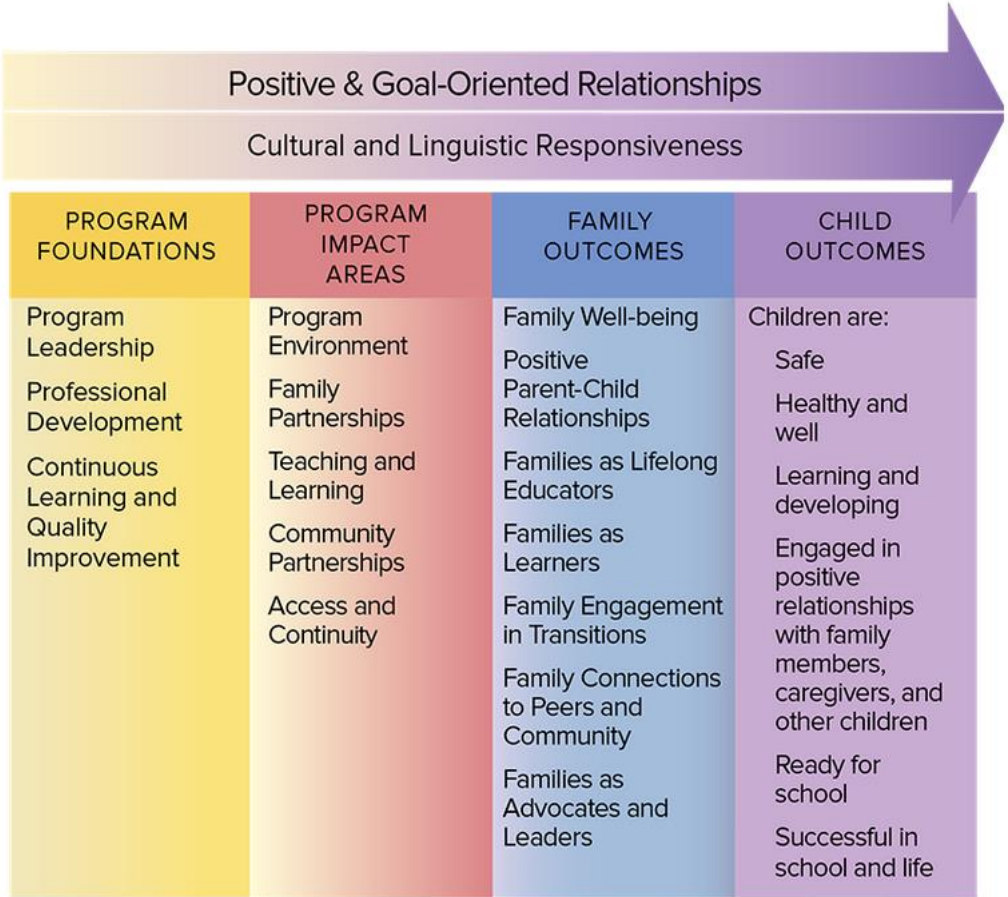 Positive & Goal-Oriented Relationships
Cultural and Linguistic Responsiveness
PROGRAM
FOUNDATIONS
Program
Leadership
Professional
Development
Continuous
Learning and
Quality
Improvement
PROGRAM
IMPACT
AREAS
Program
Environment
Family
Partnerships
Teaching and
Learning
Community
Partnerships
Access and
Continuity
FAMILY
OUTCOMES
Family Well-being
Positive
Parent-Child
Relationships
Families as Lifelong
Educators
Families as
Learners
Family Engagement
in Transitions
Family Connections
to Peers and
Community
Families as
Advocates and
Leaders
CHILD
OUTCOMES
Children are:
Safe
Healthy and
well
Learning and
developing
Engaged in
positive
relationships
with family
members,
caregivers, and
other children
Ready for
school
Successful in
school and life